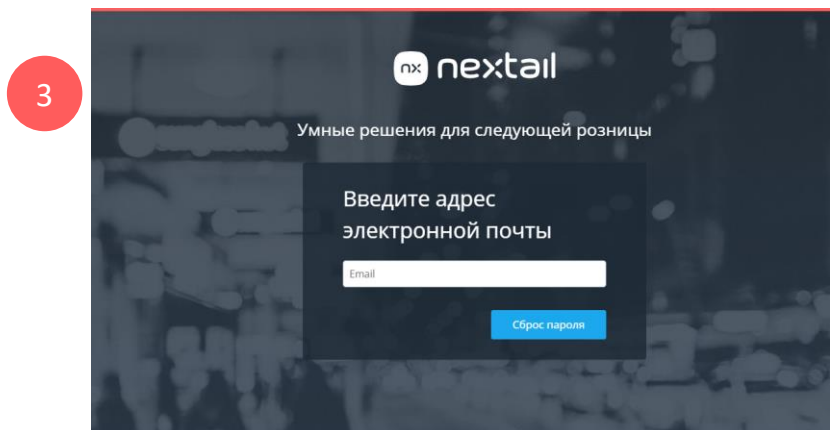 3
nx nextail
Умные решения для следующей розницы
Введите адрес
электронной почты
Email
Сброс пароля